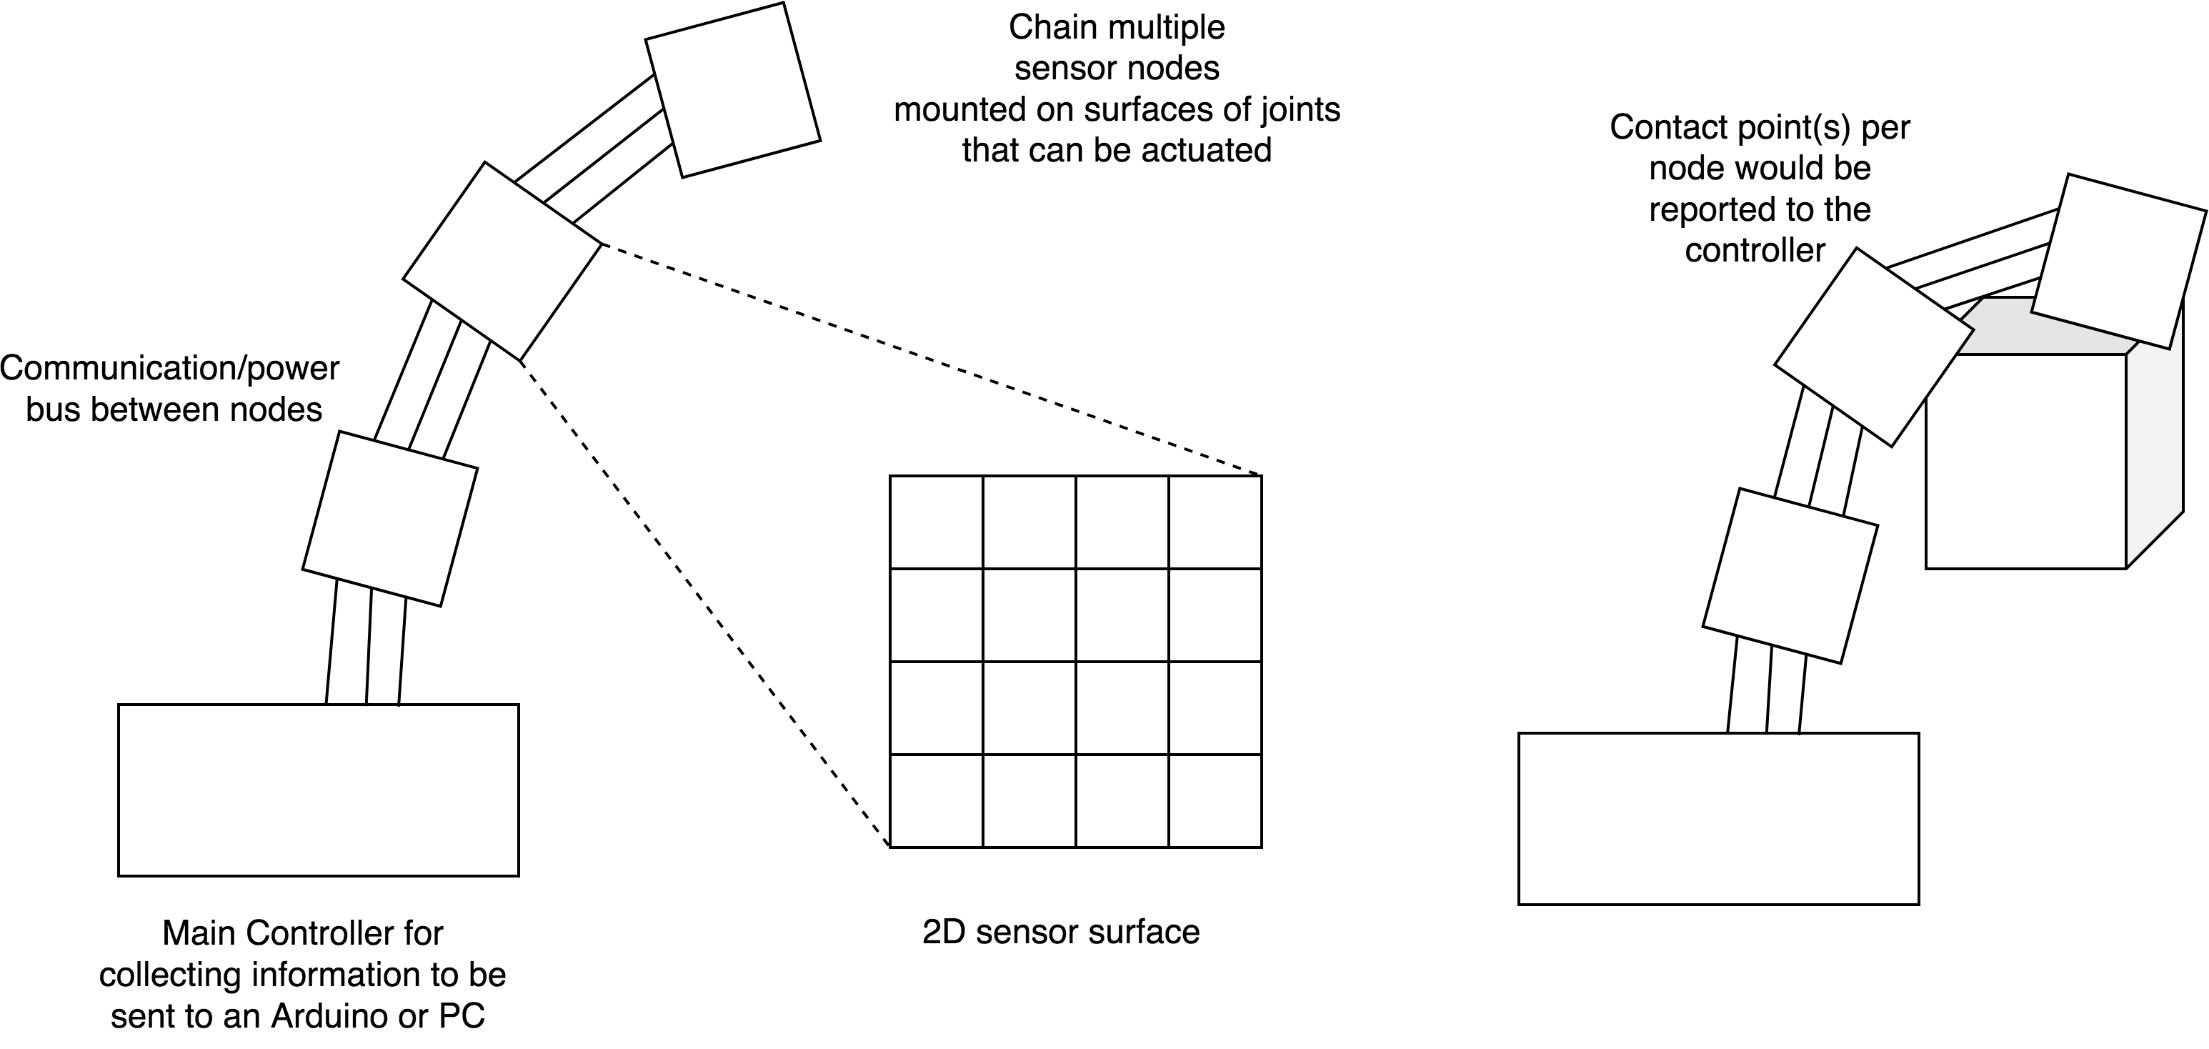 Chain multiple
sensor nodes
mounted on surfaces of joints
that can be actuated
Contact point(s) per
node would be
reported to the
controller
Communication/power
bus between nodes
2D sensor surface
Main Controller for
collecting information to be
sent to an Arduino or PC